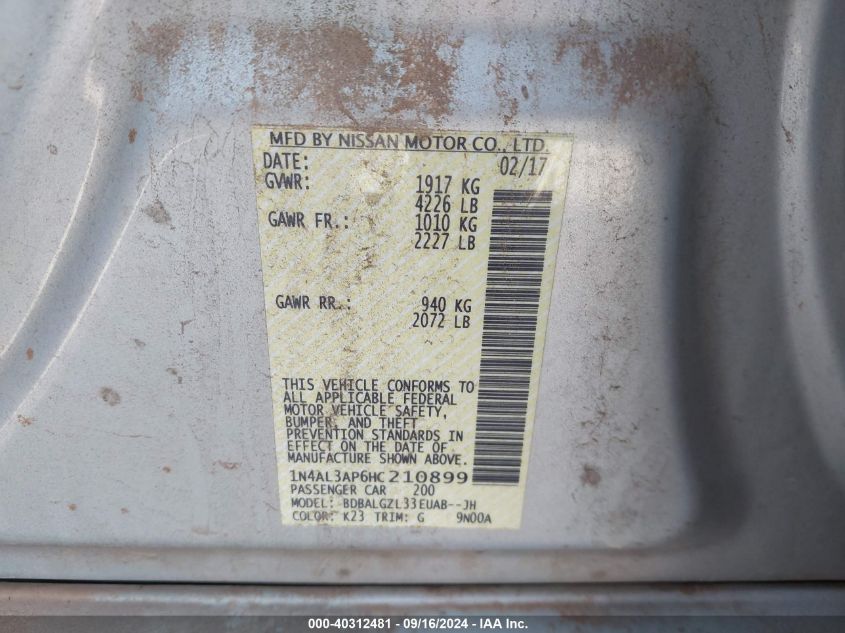 MFD BY NISSAN MOTOR CO., LTD.
DATE: 02/17
GVWR: 1917 KG
4226 LB
GAWR FR.: 1010 KG
2227 LB
GAWR RR.: 940 KG
2072 LB
THIS VEHICLE CONFORMS TO
ALL APPLICABLE FEDERAL
MOTOR VEHICLE SAFETY,
BUMPER, AND THEFT
PREVENTION STANDARDS IN
EFFECT ON THE DATE OF
MANUFACTURE SHOWN ABOVE.
1N4AL3AP6HC210899
PASSENGER CAR 200
MODEL: BDBALGZL33EUAB--JH
COLOR: K23 TRIM: G 9N00A
000-40312481 - 09/16/2024 - IAA Inc.